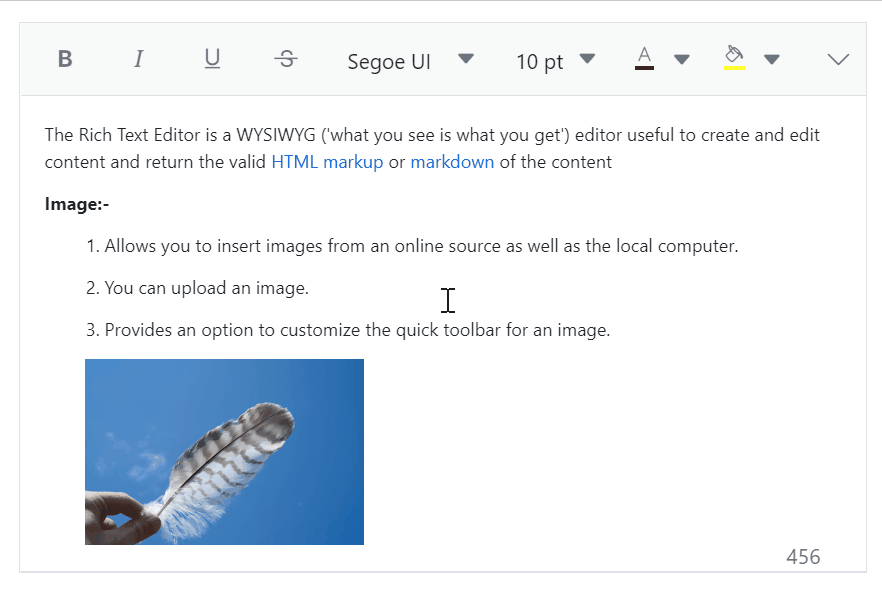 B I U S Segoe UI 10 pt A
The Rich Text Editor is a WYSIWYG ('what you see is what you get') editor useful to create and edit
content and return the valid HTML markup or markdown of the content
Image:-
1. Allows you to insert images from an online source as well as the local computer.
2. You can upload an image.
3. Provides an option to customize the quick toolbar for an image.
456